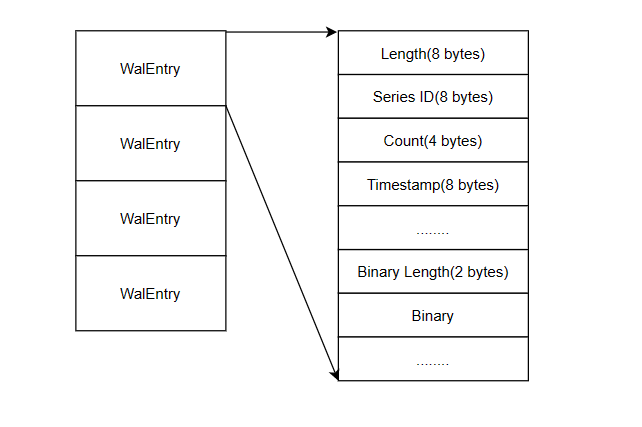 WalEntry
WalEntry
WalEntry
WalEntry
Length(8 bytes)
Series ID(8 bytes)
Count(4 bytes)
Timestamp(8 bytes)
........
Binary Length(2 bytes)
Binary
........